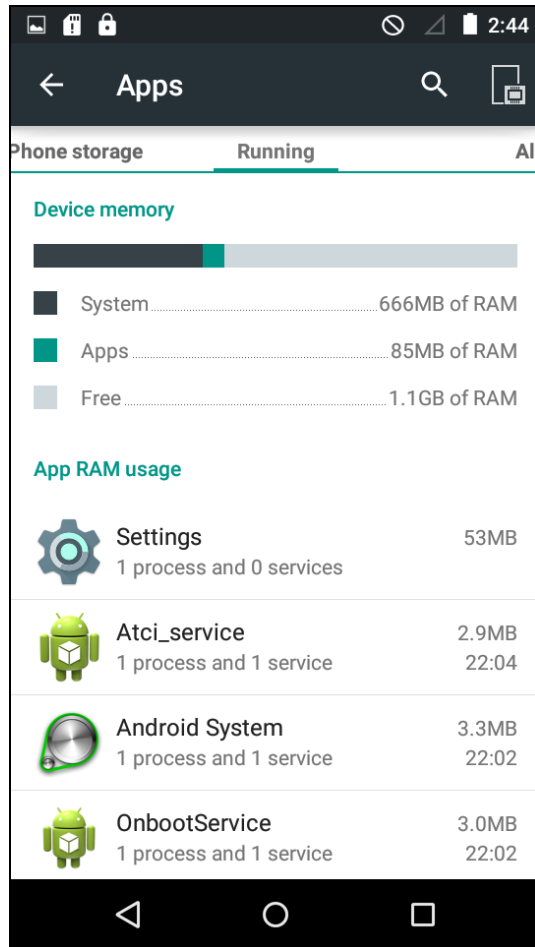 2:44
Apps
Phone storage Running Al
Device memory
System 666MB of RAM
Apps 85MB of RAM
Free 1.1GB of RAM
App RAM usage
Settings 53MB
1 process and 0 services
Atci_service 2.9MB
1 process and 1 service 22:04
Android System 3.3MB
1 process and 1 service 22:02
OnbootService 3.0MB
1 process and 1 service 22:02